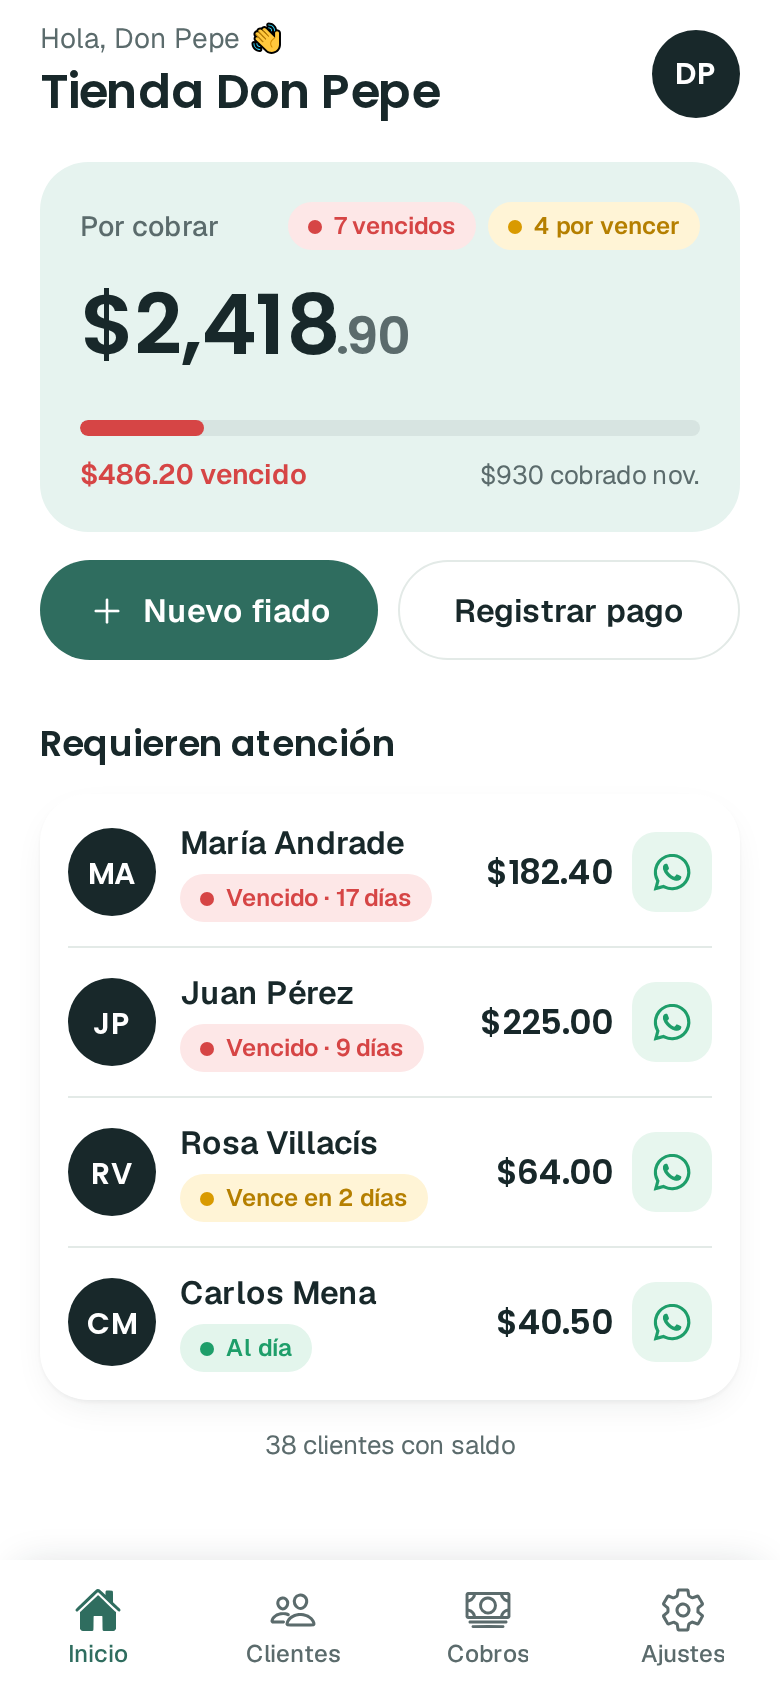 Hola, Don Pepe 👋
Tienda Don Pepe
DP
Por cobrar
7 vencidos
4 por vencer
$2,418.90
$486.20 vencido
$930 cobrado nov.
Nuevo fiado
Registrar pago
Requieren atención
MA
María Andrade
Vencido · 17 días
$182.40
JP
Juan Pérez
Vencido · 9 días
$225.00
RV
Rosa Villacís
Vence en 2 días
$64.00
CM
Carlos Mena
Al día
$40.50
38 clientes con saldo
Inicio
Clientes
Cobros
Ajustes